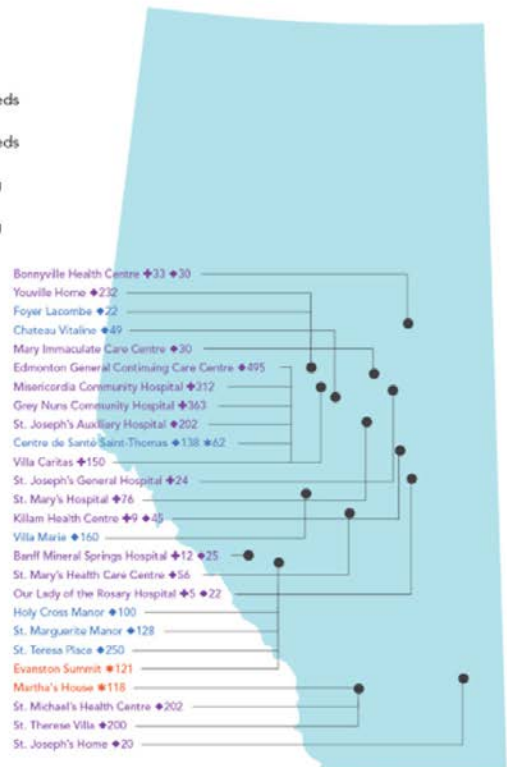 eds
eds
g
g
Bonnyville Health Centre ✚33 ◆30
Youville Home ◆232
Foyer Lacombe ◆22
Chateau Vitaline ✱49
Mary Immaculate Care Centre ◆30
Edmonton General Continuing Care Centre ◆495
Misericordia Community Hospital ✚312
Grey Nuns Community Hospital ✚363
St. Joseph's Auxiliary Hospital ◆202
Centre de Santé Saint-Thomas ◆138 ✱62
Villa Caritas ✚150
St. Joseph's General Hospital ✚24
St. Mary's Hospital ✚76
Killam Health Centre ✚9 ◆45
Villa Marie ◆160
Banff Mineral Springs Hospital ✚12 ◆25
St. Mary's Health Care Centre ✚56
Our Lady of the Rosary Hospital ✚5 ◆22
Holy Cross Manor ◆100
St. Marguerite Manor ◆128
St. Teresa Place ◆250
Evanston Summit ✱121
Martha's House ✱118
St. Michael's Health Centre ◆202
St. Therese Villa ◆200
St. Joseph's Home ◆20